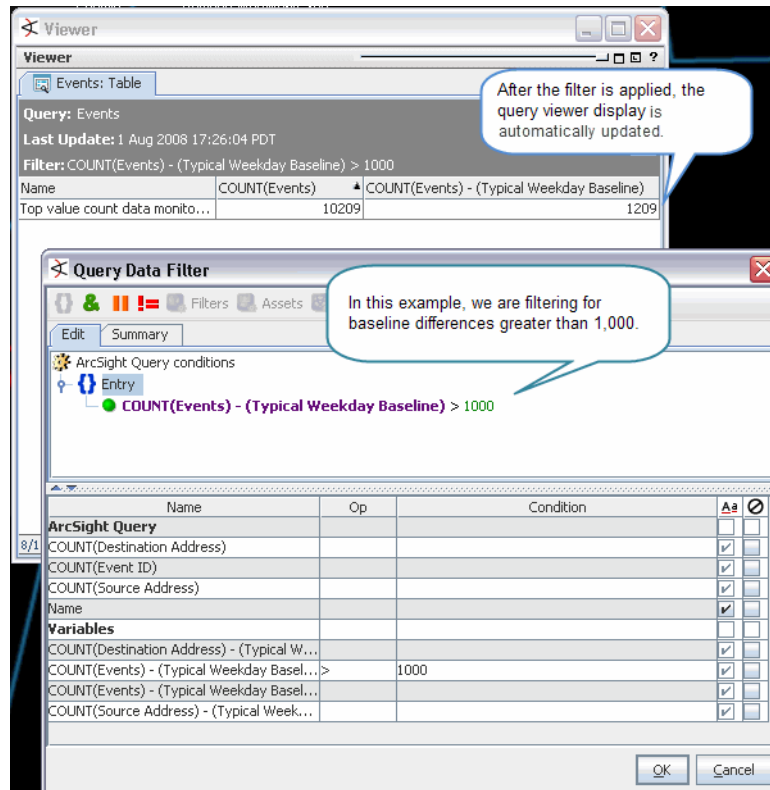 Viewer
Viewer
?
Events: Table
Query: Events
Last Update: 1 Aug 2008 17:26:04 PDT
Filter: COUNT(Events) - (Typical Weekday Baseline) > 1000
After the filter is applied, the
query viewer display is
automatically updated.
Name COUNT(Events) COUNT(Events) - (Typical Weekday Baseline)
Top value count data monito... 10209 1209
Query Data Filter
{} & || != Filters Assets
In this example, we are filtering for
baseline differences greater than 1,000.
Edit Summary
ArcSight Query conditions
{} Entry
COUNT(Events) - (Typical Weekday Baseline) > 1000
Name Op Condition Aa
ArcSight Query
8/1
COUNT(Destination Address)
COUNT(Event ID)
COUNT(Source Address)
Name
Variables
COUNT(Destination Address) - (Typical W...
COUNT(Events) - (Typical Weekday Basel... > 1000
COUNT(Events) - (Typical Weekday Basel...
COUNT(Source Address) - (Typical Week...
OK Cancel